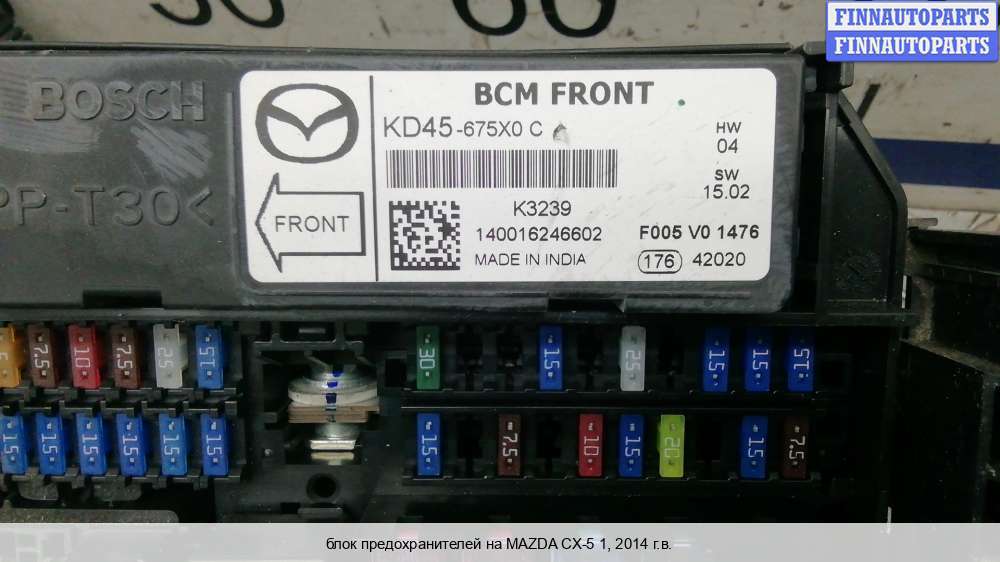 FINNAUTOPARTS
FINNAUTOPARTS
BOSCH
PP-T30<
BCM FRONT
KD45-675X0 C
HW
04
SW
15.02
FRONT
K3239
140016246602
MADE IN INDIA
F005 V0 1476
176 42020
5 7.5 10 7.5 25 15
30 15 25 15 15 15
15 15 15 15 15 15
15 7.5 10 15 20 15 7.5
блок предохранителей на MAZDA CX-5 1, 2014 г.в.